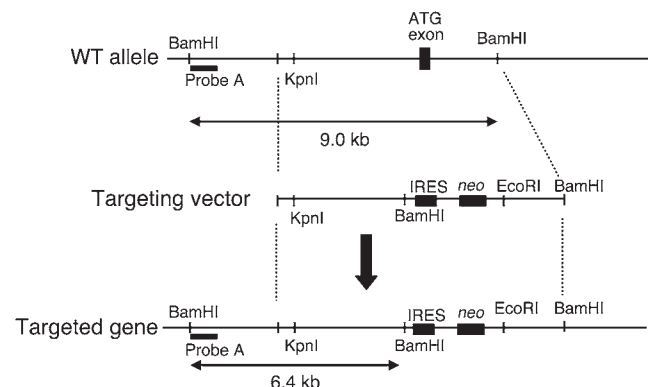 ATG
exon
BamHI
BamHI
WT allele
Probe A
KpnI
9.0 kb
IRES neo EcoRI BamHI
Targeting vector
KpnI
BamHI
BamHI
IRES neo EcoRI BamHI
Targeted gene
Probe A
KpnI
BamHI
6.4 kb